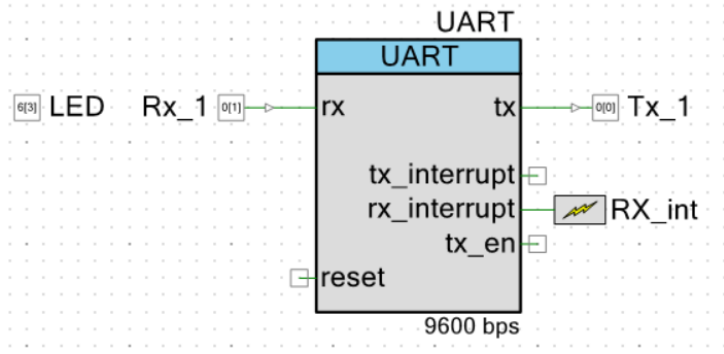 UART
UART
6[3] LED Rx_1 0[1] rx tx 0[0] Tx_1
tx_interrupt
rx_interrupt RX_int
tx_en
reset
9600 bps